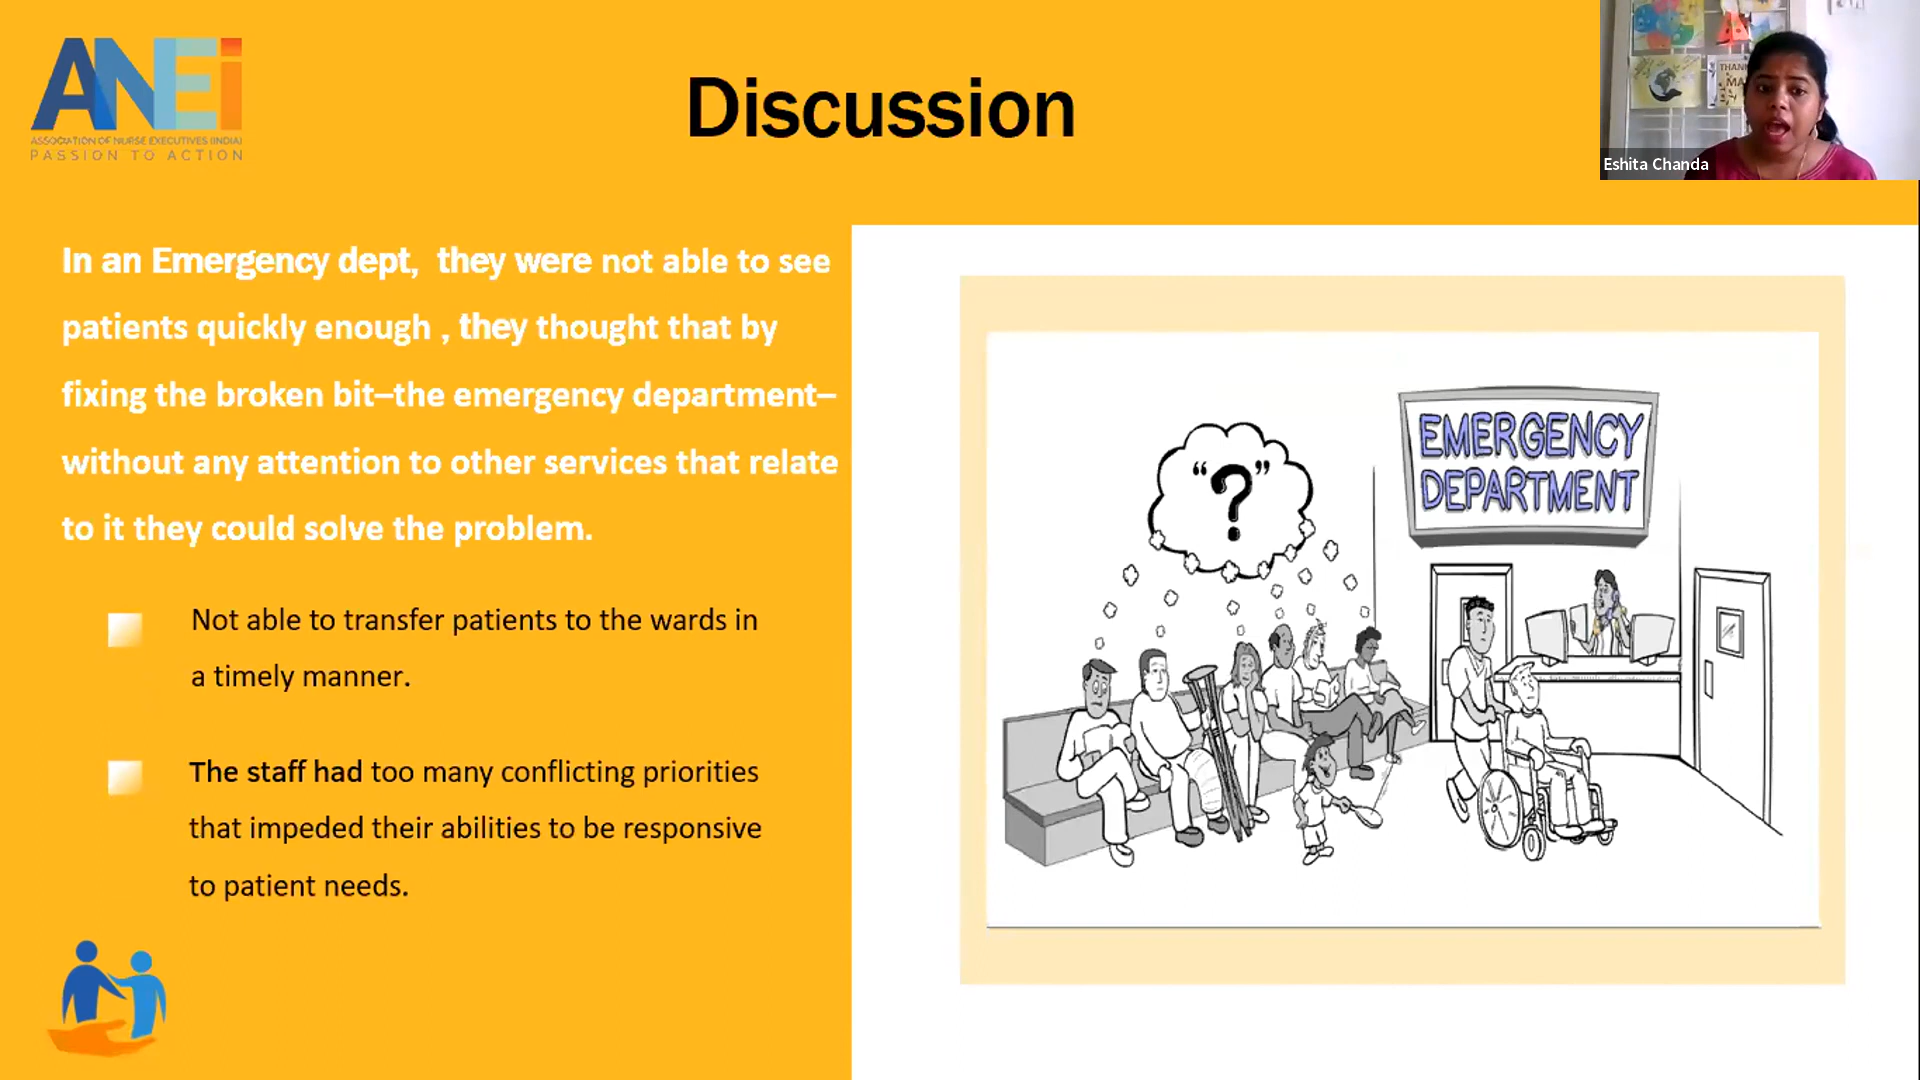 ANEi
ASSOCIATION OF NURSE EXECUTIVES (INDIA)
PASSION TO ACTION
Discussion
THANK
MA
Eshita Chanda
In an Emergency dept, they were not able to see
patients quickly enough , they thought that by
fixing the broken bit–the emergency department–
without any attention to other services that relate
to it they could solve the problem.
Not able to transfer patients to the wards in
a timely manner.
The staff had too many conflicting priorities
that impeded their abilities to be responsive
to patient needs.
“?”
EMERGENCY
DEPARTMENT